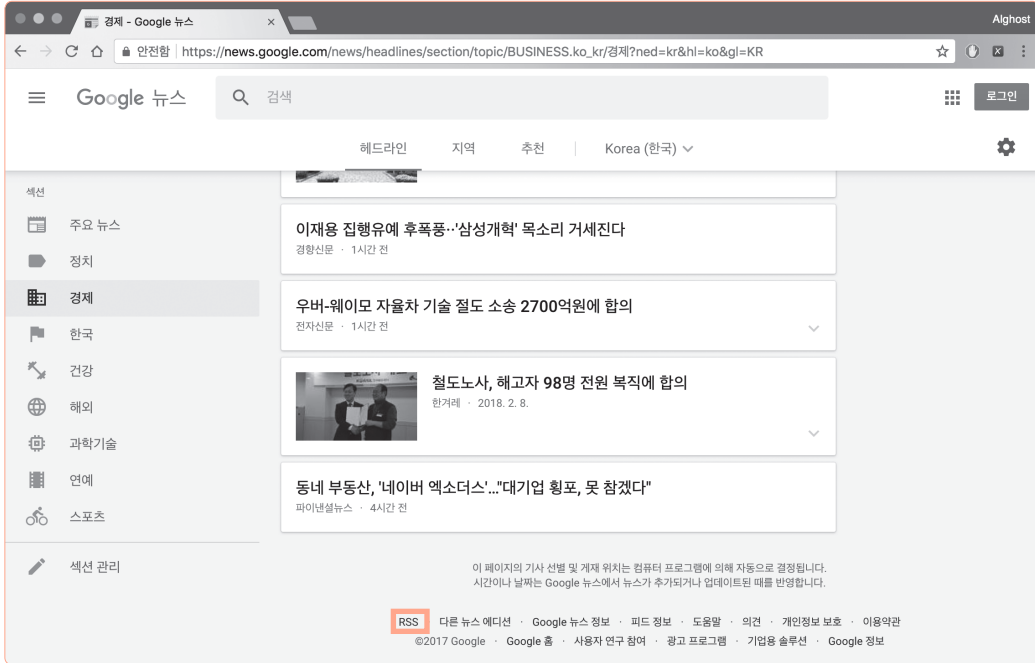 경제 - Google 뉴스
Alghost
안전함 https://news.google.com/news/headlines/section/topic/BUSINESS.ko_kr/경제?ned=kr&hl=ko&gl=KR
Google 뉴스 검색 로그인
헤드라인 지역 추천 Korea (한국)
섹션
주요 뉴스
정치
경제
한국
건강
해외
과학기술
연예
스포츠
섹션 관리
이재용 집행유예 후폭풍··'삼성개혁' 목소리 거세진다
경향신문 · 1시간 전
우버-웨이모 자율차 기술 절도 소송 2700억원에 합의
전자신문 · 1시간 전
철도노사, 해고자 98명 전원 복직에 합의
한겨레 · 2018. 2. 8.
동네 부동산, '네이버 엑소더스'..."대기업 횡포, 못 참겠다"
파이낸셜뉴스 · 4시간 전
이 페이지의 기사 선별 및 게재 위치는 컴퓨터 프로그램에 의해 자동으로 결정됩니다.
시간이나 날짜는 Google 뉴스에서 뉴스가 추가되거나 업데이트된 때를 반영합니다.
RSS 다른 뉴스 에디션 · Google 뉴스 정보 · 피드 정보 · 도움말 · 의견 · 개인정보 보호 · 이용약관
©2017 Google · Google 홈 · 사용자 연구 참여 · 광고 프로그램 · 기업용 솔루션 · Google 정보